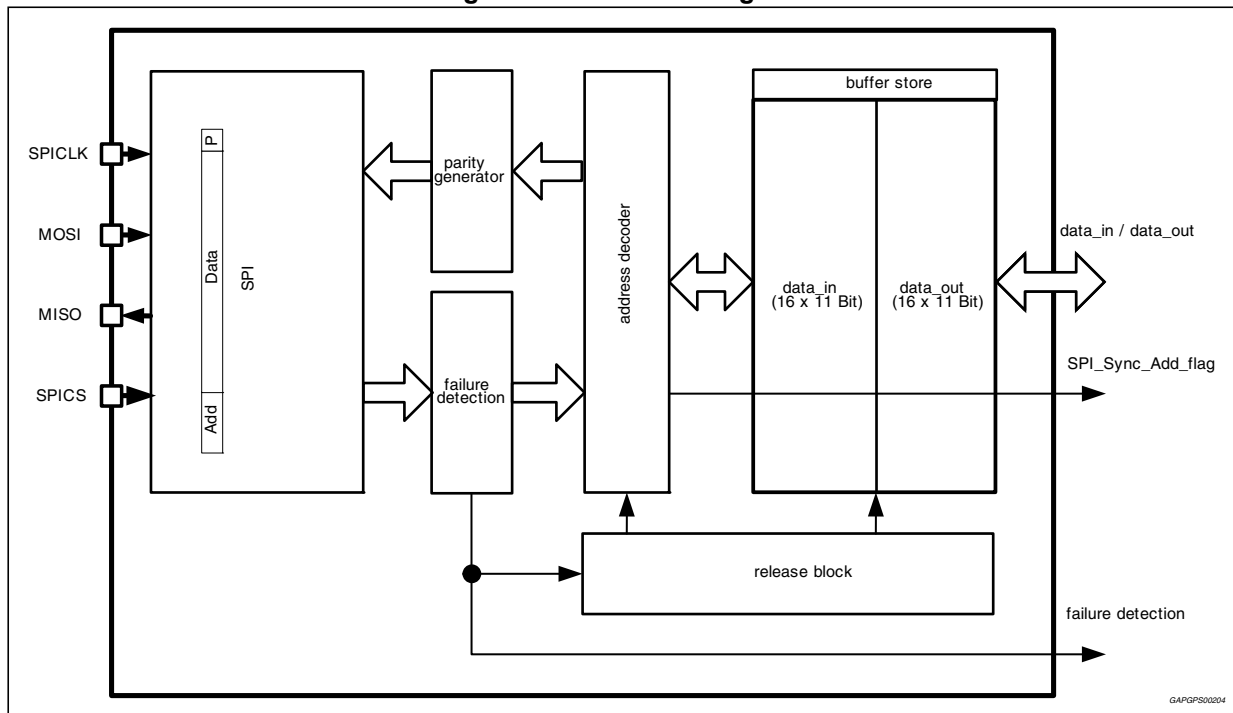 buffer store
SPICLK
MOSI
MISO
SPICS
P
Data
Add
SPI
parity
generator
failure
detection
address decoder
data_in
(16 x 11 Bit)
data_out
(16 x 11 Bit)
data_in / data_out
SPI_Sync_Add_flag
release block
failure detection
GAPGPS00204